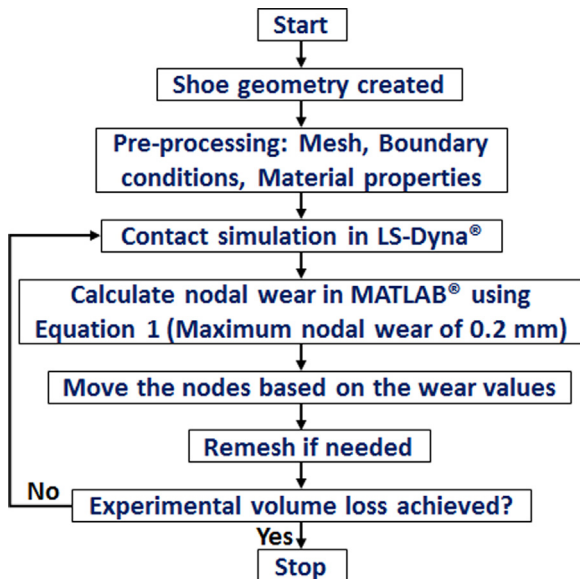 Start
Shoe geometry created
Pre-processing: Mesh, Boundary
conditions, Material properties
Contact simulation in LS-Dyna®
Calculate nodal wear in MATLAB® using
Equation 1 (Maximum nodal wear of 0.2 mm)
Move the nodes based on the wear values
Remesh if needed
No
Experimental volume loss achieved?
Yes
Stop